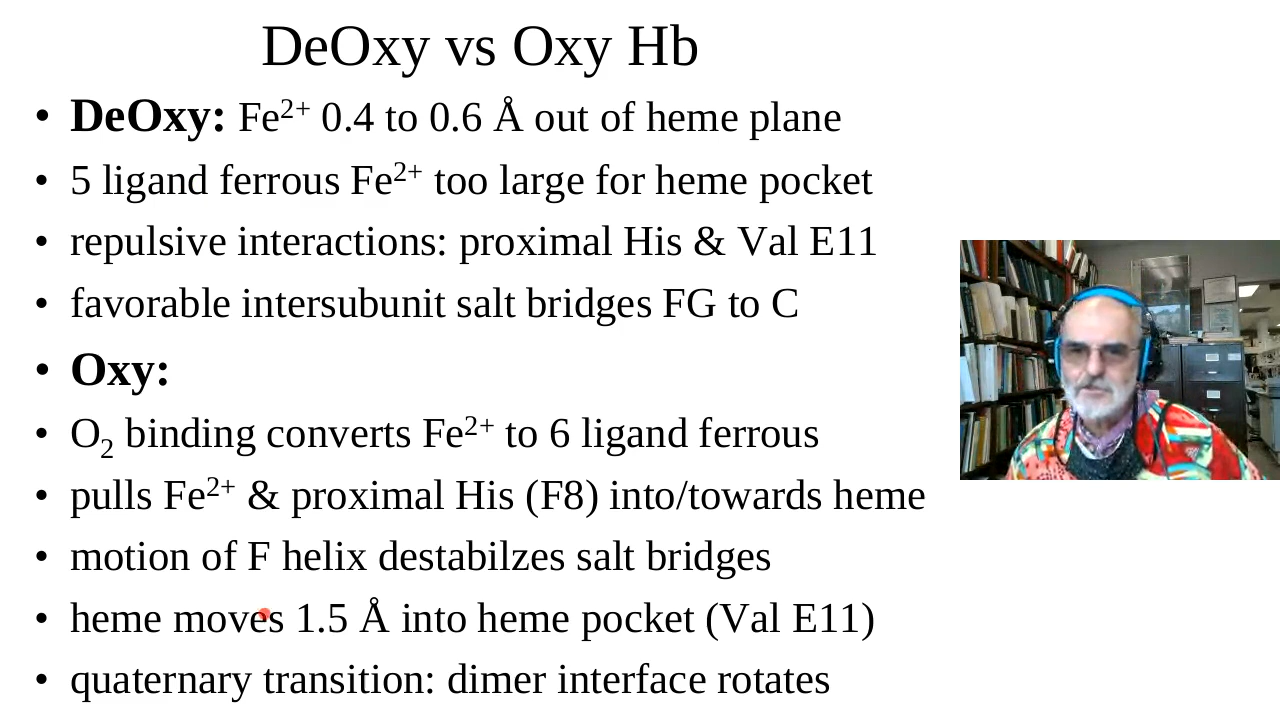 DeOxy vs Oxy Hb
• DeOxy: Fe²⁺ 0.4 to 0.6 Å out of heme plane
• 5 ligand ferrous Fe²⁺ too large for heme pocket
• repulsive interactions: proximal His & Val E11
• favorable intersubunit salt bridges FG to C
• Oxy:
• O₂ binding converts Fe²⁺ to 6 ligand ferrous
• pulls Fe²⁺ & proximal His (F8) into/towards heme
• motion of F helix destabilzes salt bridges
• heme moves 1.5 Å into heme pocket (Val E11)
• quaternary transition: dimer interface rotates